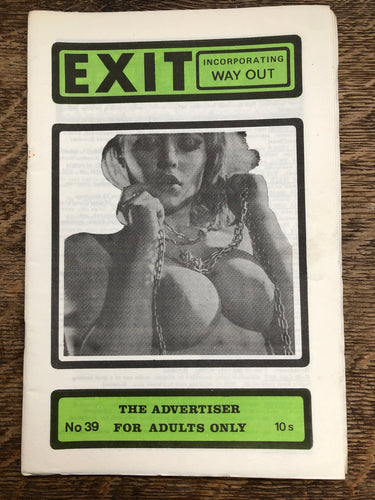 EXIT
INCORPORATING
WAY OUT
THE ADVERTISER
No 39 FOR ADULTS ONLY 10s